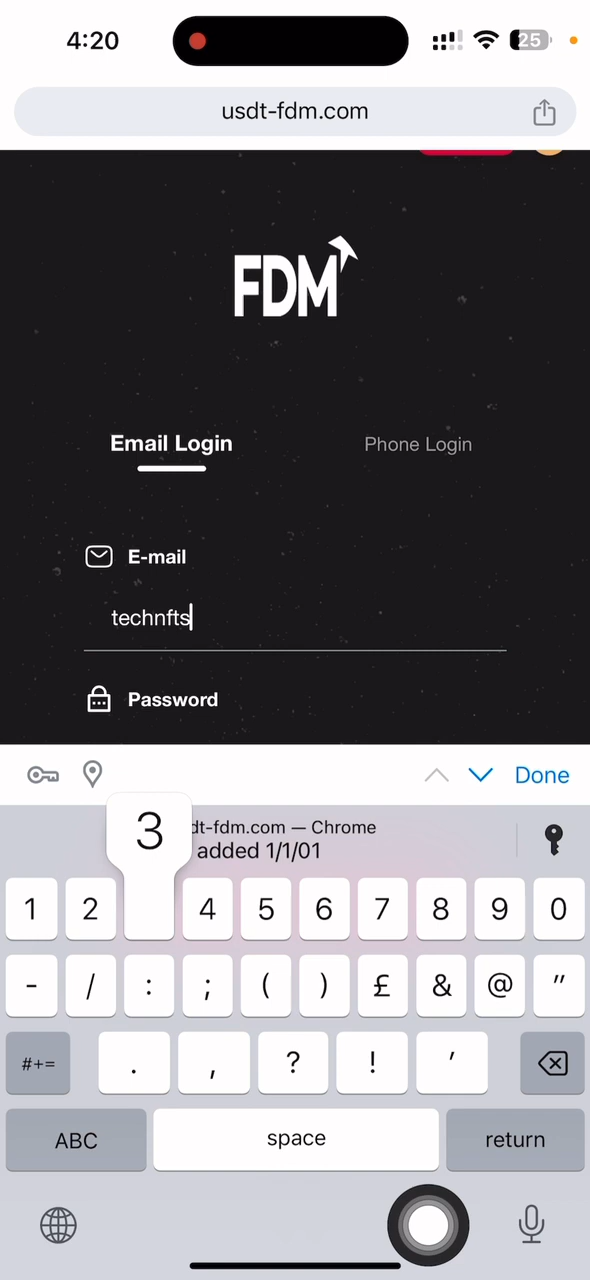 4:20
25
usdt-fdm.com
FDM
Email Login
Phone Login
E-mail
technfts
Password
Done
3
dt-fdm.com — Chrome
added 1/1/01
1 2 4 5 6 7 8 9 0
- / : ; ( ) £ & @ "
#+= . , ? ! '
ABC space return